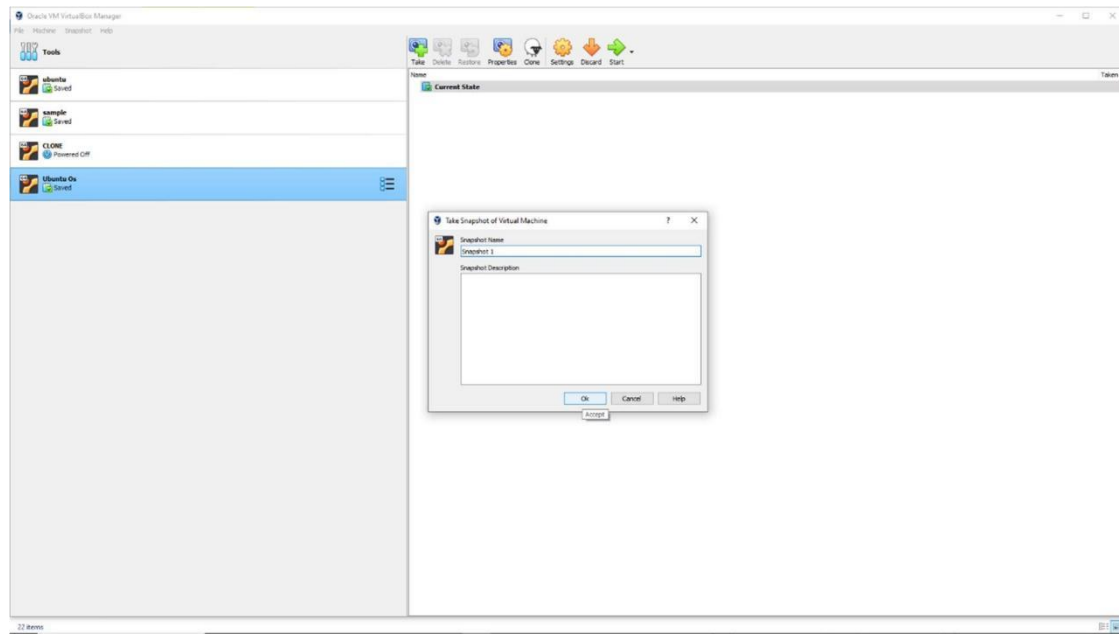 Oracle VM VirtualBox Manager
File Machine Snapshot Help
Tools
Take Delete Restore Properties Clone Settings Discard Start
Name Taken
Current State
ubuntu
Saved
sample
Saved
CLONE
Powered Off
Ubuntu Os
Saved
Take Snapshot of Virtual Machine ? X
Snapshot Name
Snapshot 1
Snapshot Description
Ok Cancel Help
Accept
22 items